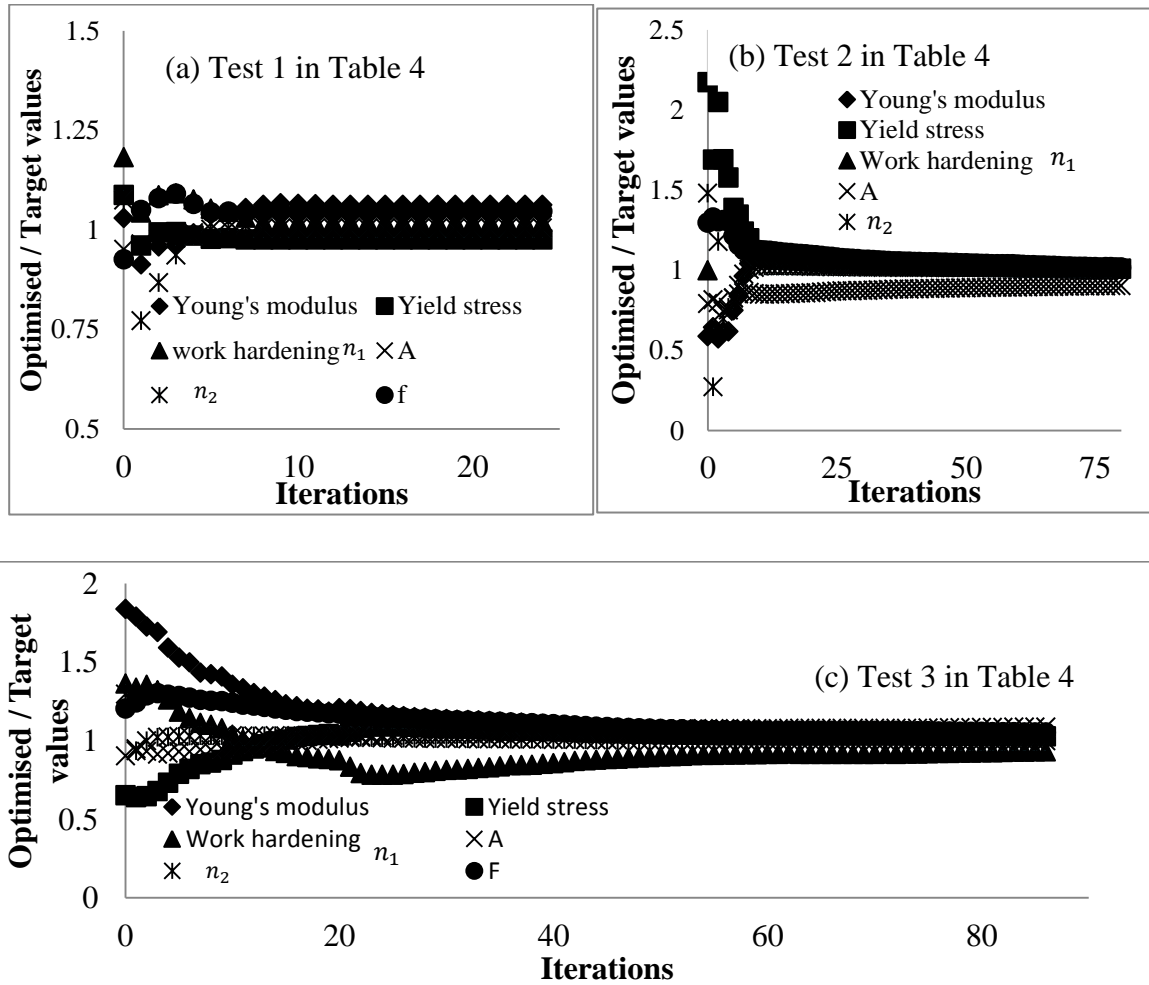 Optimised / Target values
1.5
1.25
1
0.75
0.5
(a) Test 1 in Table 4
Young's modulus
Yield stress
work hardening n₁
A
n₂
f
0
10
20
Iterations
Optimised / Target values
2.5
2
1.5
1
0.5
0
(b) Test 2 in Table 4
Young's modulus
Yield stress
Work hardening n₁
A
n₂
0
25
50
75
Iterations
Optimised / Target
values
2
1.5
1
0.5
0
(c) Test 3 in Table 4
Young's modulus
Yield stress
Work hardening n₁
A
n₂
F
0
20
40
60
80
Iterations